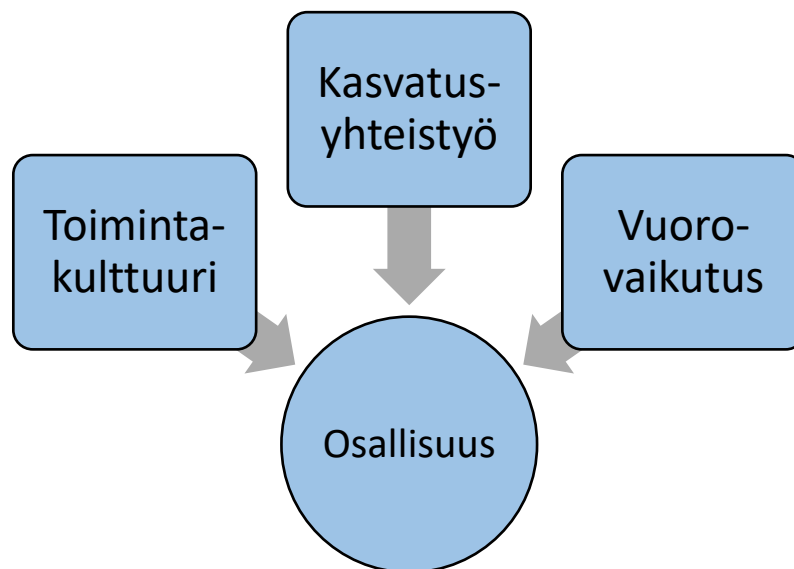 Kasvatus-
yhteistyö
Toiminta-
kulttuuri
Vuoro-
vaikutus
Osallisuus